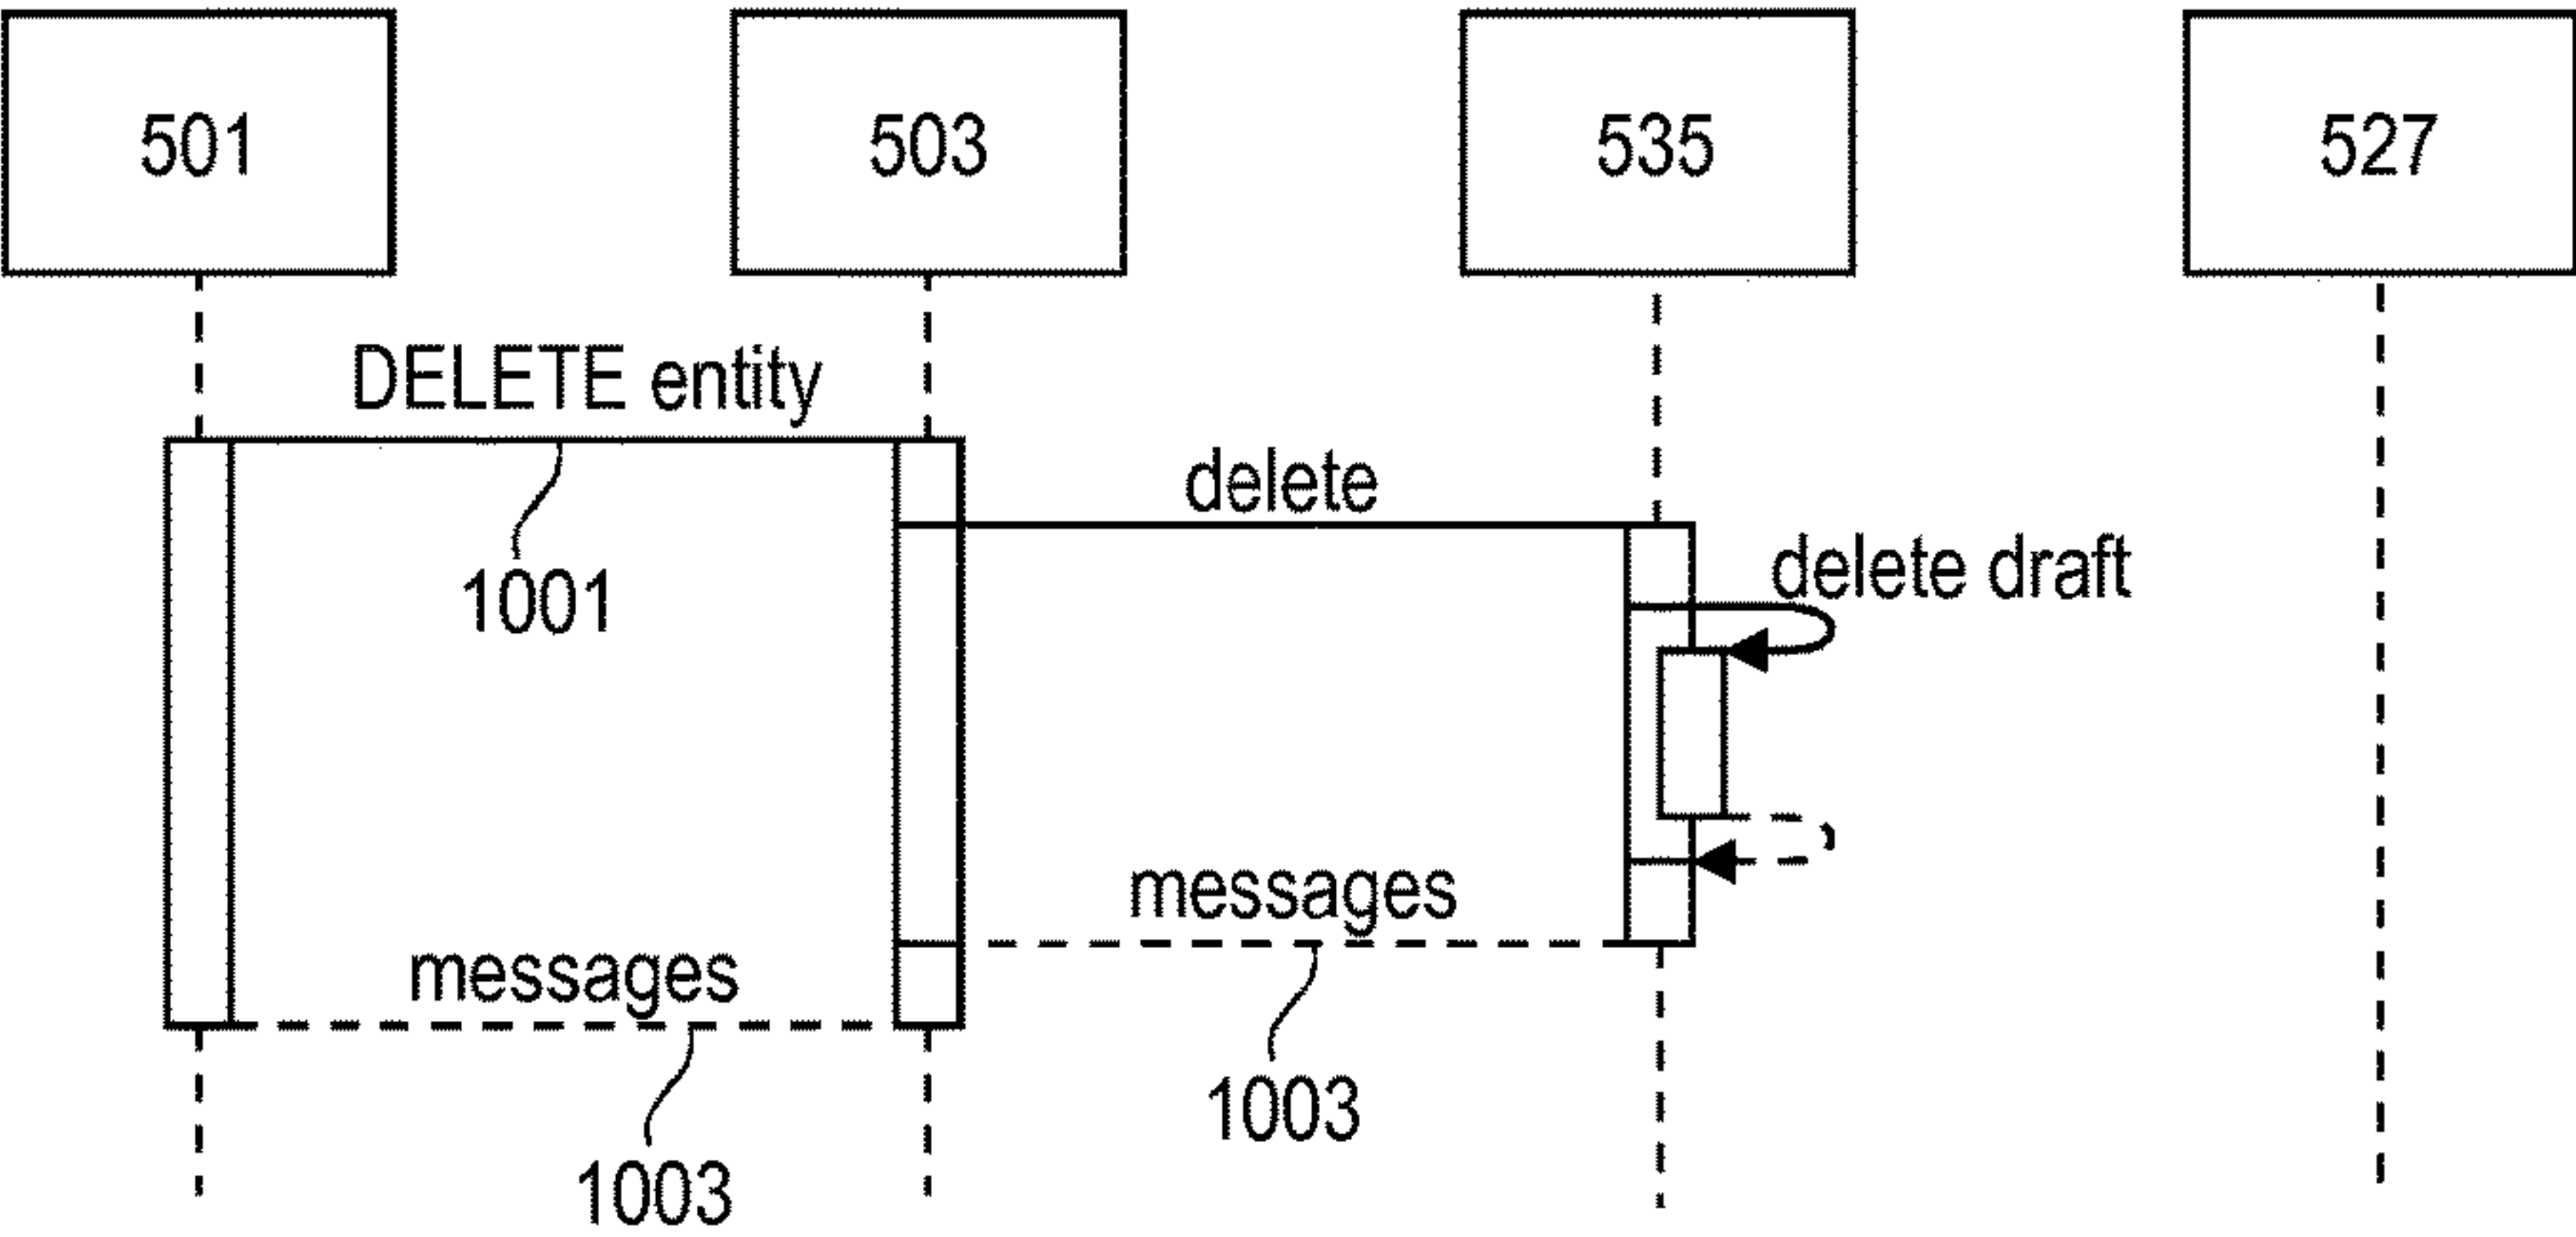 501
503
535
527
DELETE entity
delete
delete draft
1001
messages
messages
1003
1003